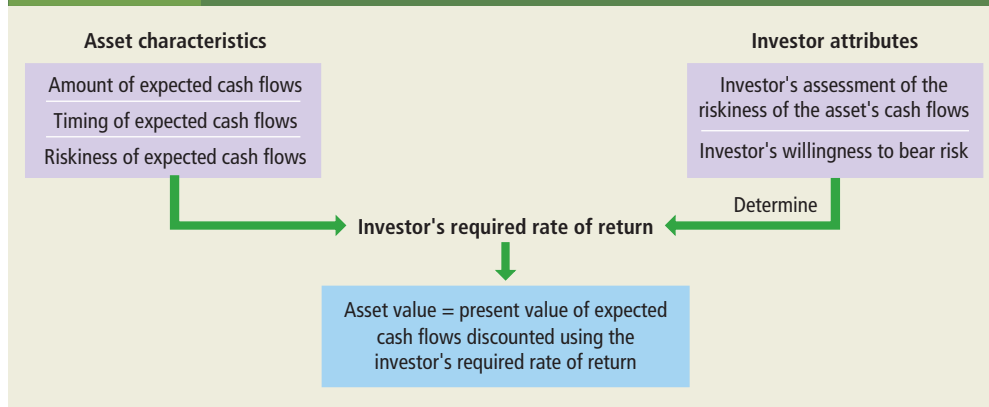 Asset characteristics
Amount of expected cash flows
Timing of expected cash flows
Riskiness of expected cash flows
Investor attributes
Investor's assessment of the
riskiness of the asset's cash flows
Investor's willingness to bear risk
Determine
Investor's required rate of return
Asset value = present value of expected
cash flows discounted using the
investor's required rate of return